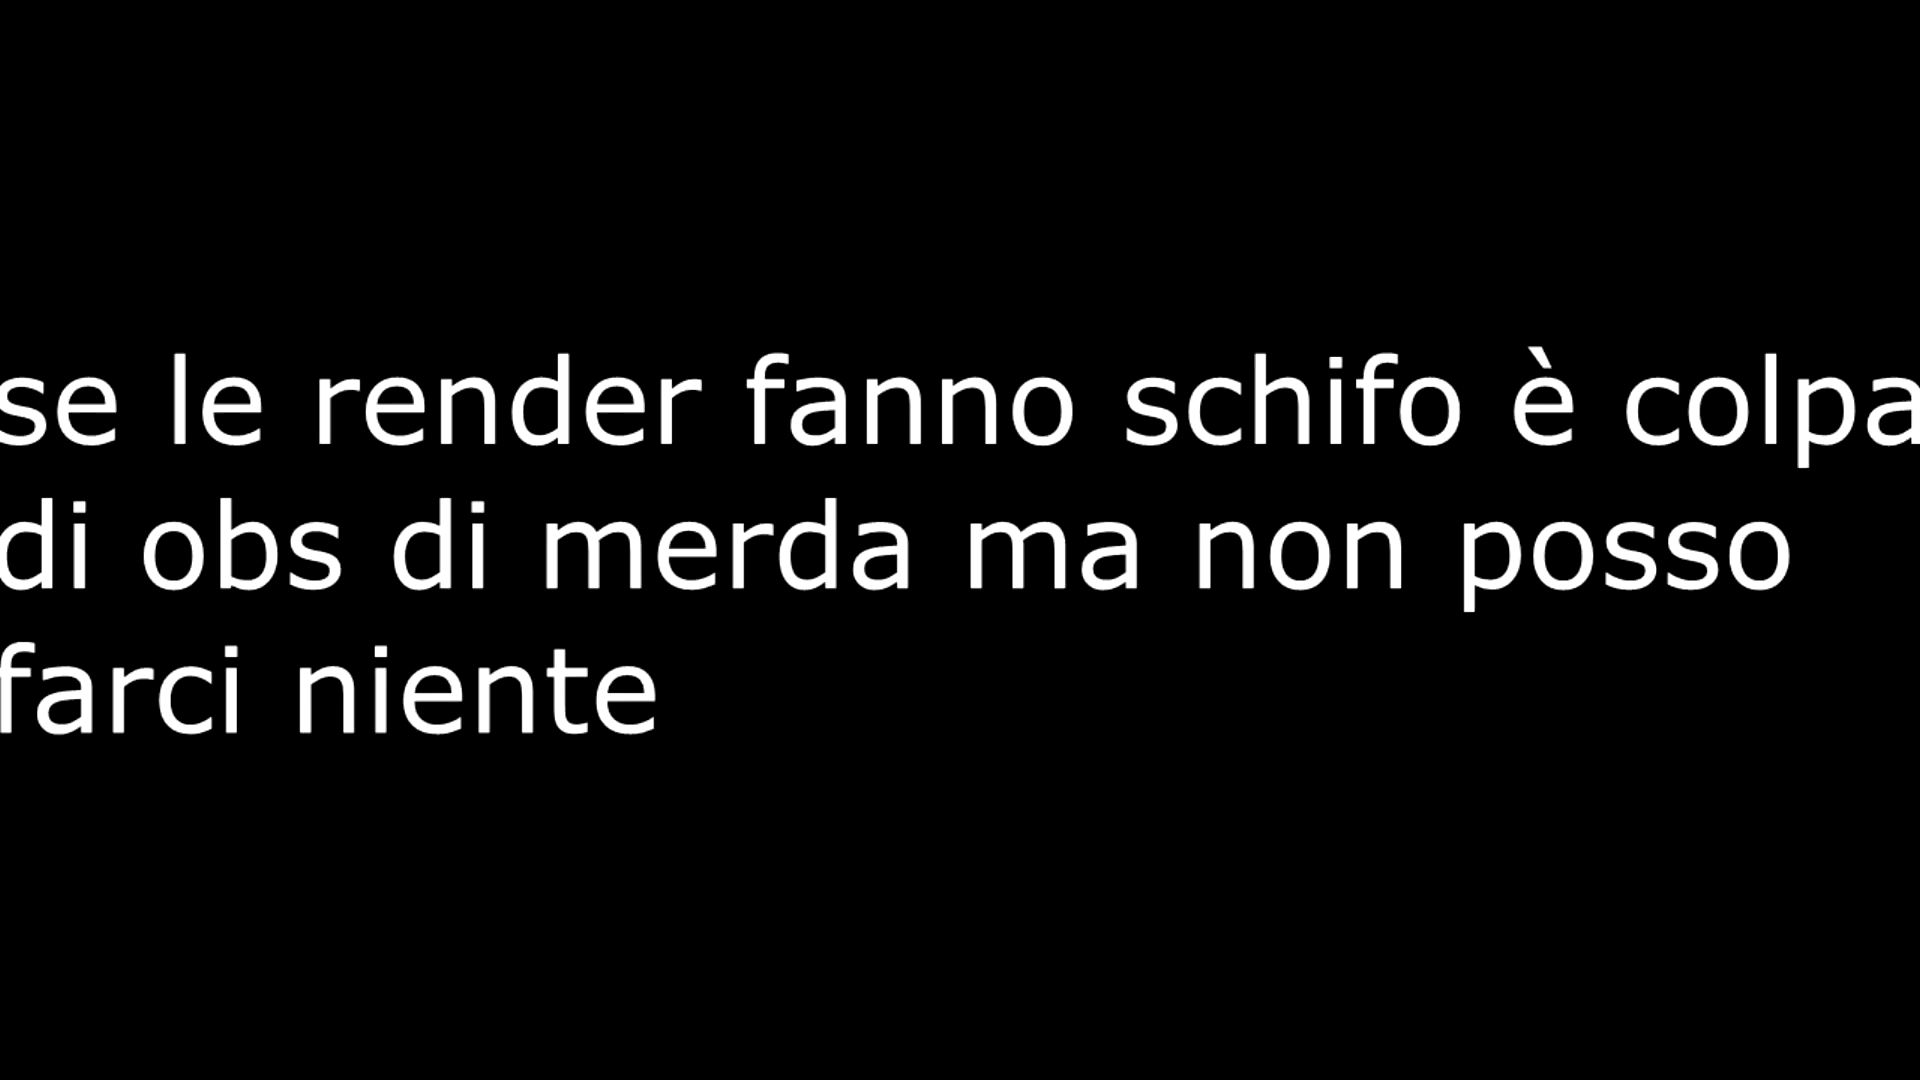 se le render fanno schifo è colpa
di obs di merda ma non posso
farci niente